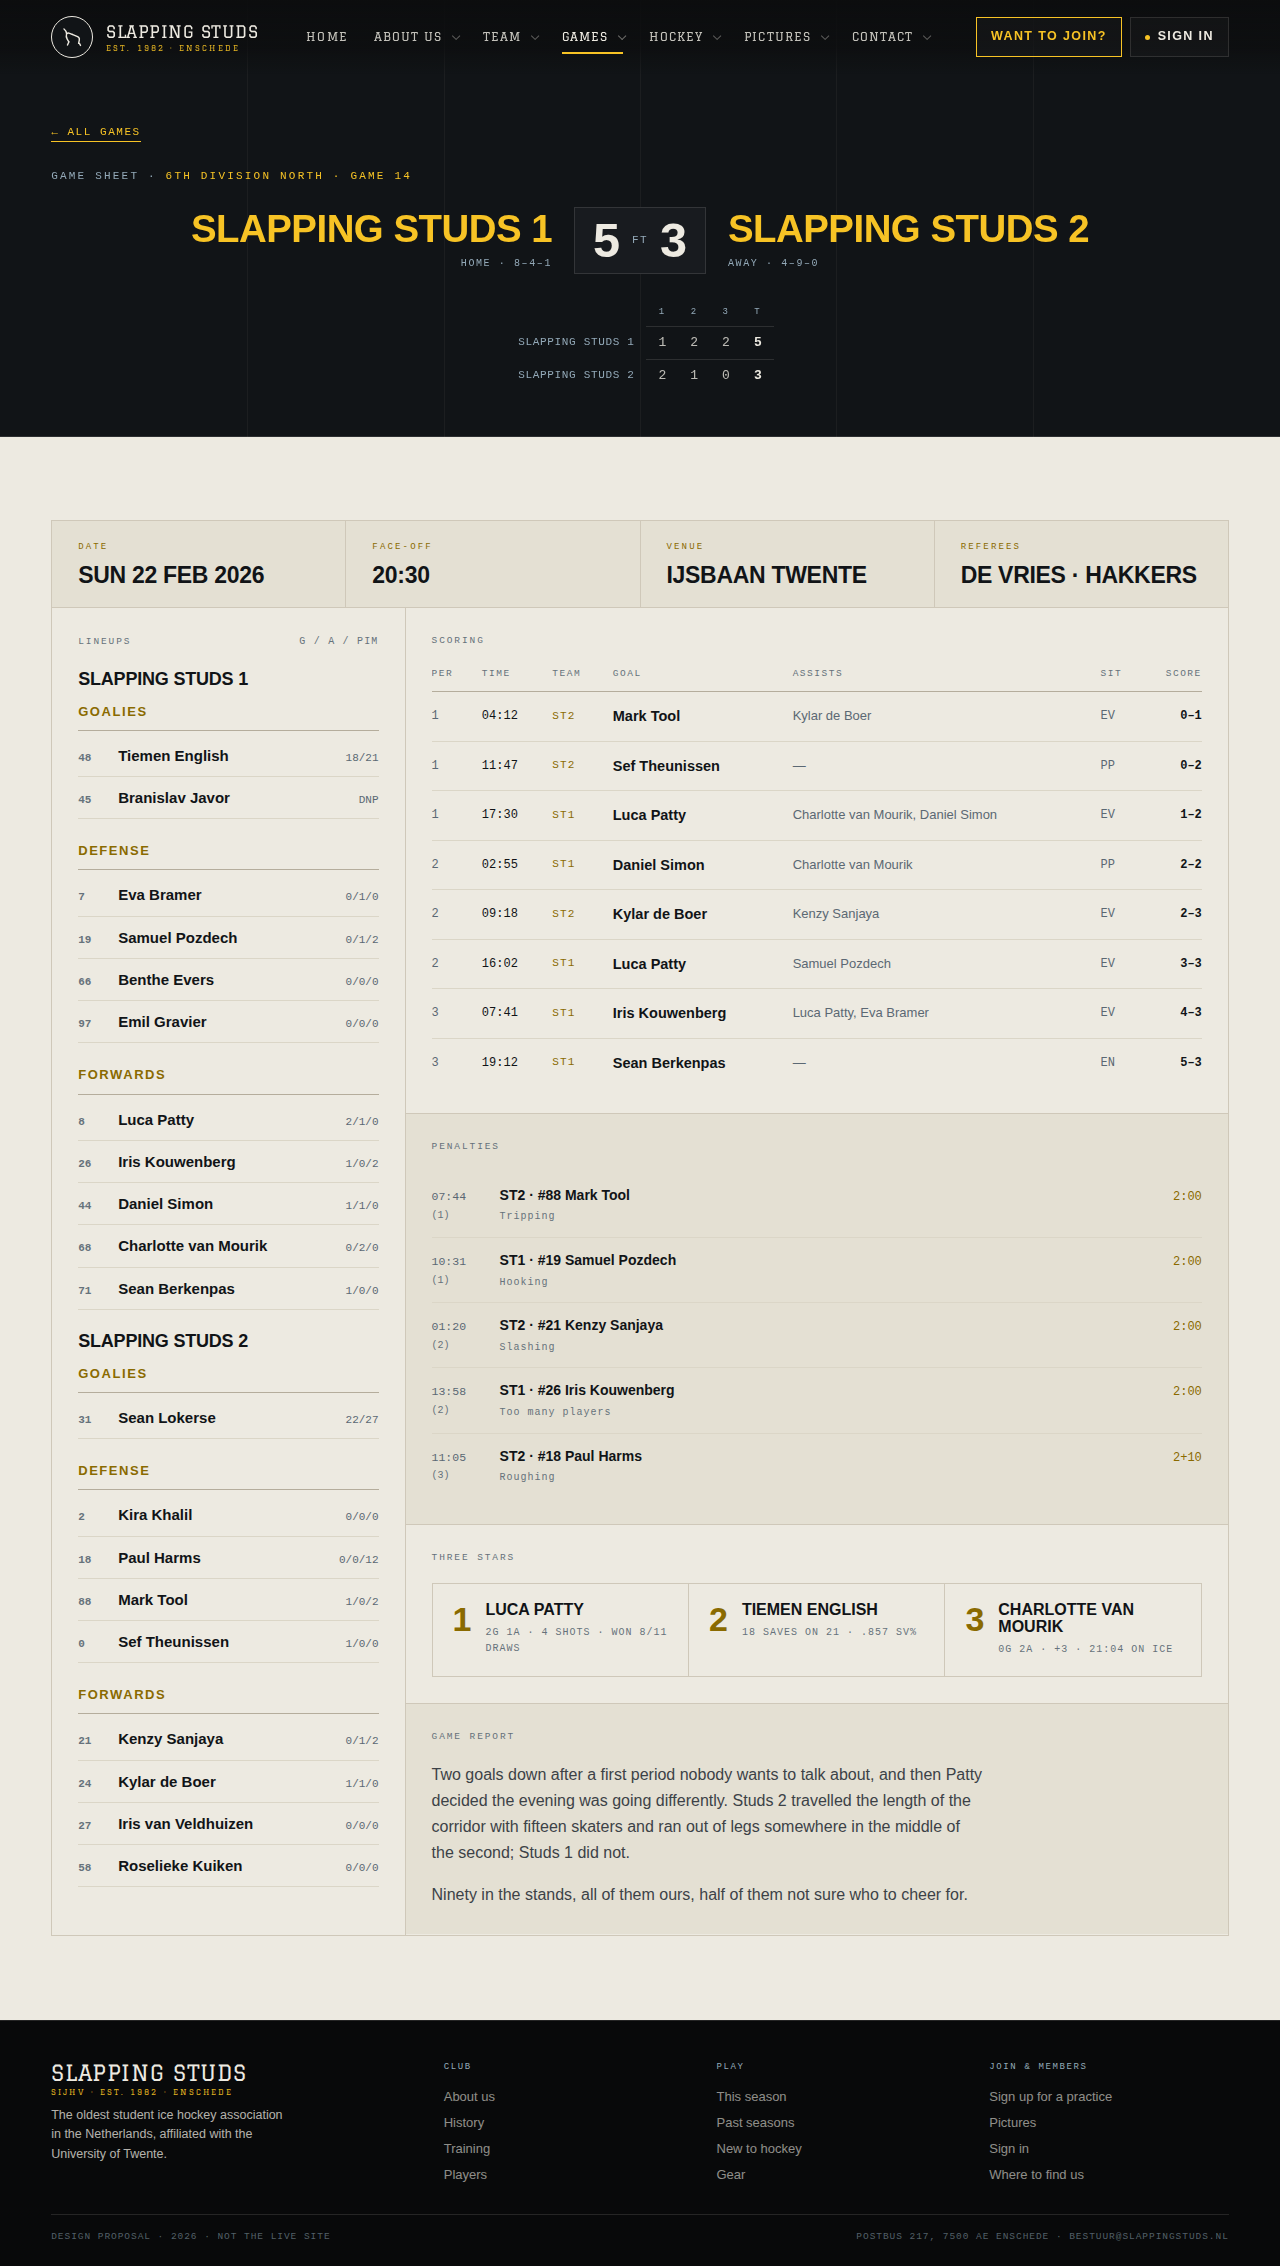 SLAPPING STUDS
EST. 1982 · ENSCHEDE
HOME
ABOUT US
TEAM
GAMES
HOCKEY
PICTURES
CONTACT
WANT TO JOIN?
SIGN IN
← ALL GAMES
GAME SHEET · 6TH DIVISION NORTH · GAME 14
SLAPPING STUDS 1
HOME · 8–4–1
5 FT 3
SLAPPING STUDS 2
AWAY · 4–9–0
1 2 3 T
SLAPPING STUDS 1 1 2 2 5
SLAPPING STUDS 2 2 1 0 3
DATE
SUN 22 FEB 2026
FACE-OFF
20:30
VENUE
IJSBAAN TWENTE
REFEREES
DE VRIES · HAKKERS
LINEUPS G / A / PIM
SLAPPING STUDS 1
GOALIES
48 Tiemen English 18/21
45 Branislav Javor DNP
DEFENSE
7 Eva Bramer 0/1/0
19 Samuel Pozdech 0/1/2
66 Benthe Evers 0/0/0
97 Emil Gravier 0/0/0
FORWARDS
8 Luca Patty 2/1/0
26 Iris Kouwenberg 1/0/2
44 Daniel Simon 1/1/0
68 Charlotte van Mourik 0/2/0
71 Sean Berkenpas 1/0/0
SLAPPING STUDS 2
GOALIES
31 Sean Lokerse 22/27
DEFENSE
2 Kira Khalil 0/0/0
18 Paul Harms 0/0/12
88 Mark Tool 1/0/2
0 Sef Theunissen 1/0/0
FORWARDS
21 Kenzy Sanjaya 0/1/2
24 Kylar de Boer 1/1/0
27 Iris van Veldhuizen 0/0/0
58 Roselieke Kuiken 0/0/0
SCORING
PER TIME TEAM GOAL ASSISTS SIT SCORE
1 04:12 ST2 Mark Tool Kylar de Boer EV 0–1
1 11:47 ST2 Sef Theunissen — PP 0–2
1 17:30 ST1 Luca Patty Charlotte van Mourik, Daniel Simon EV 1–2
2 02:55 ST1 Daniel Simon Charlotte van Mourik PP 2–2
2 09:18 ST2 Kylar de Boer Kenzy Sanjaya EV 2–3
2 16:02 ST1 Luca Patty Samuel Pozdech EV 3–3
3 07:41 ST1 Iris Kouwenberg Luca Patty, Eva Bramer EV 4–3
3 19:12 ST1 Sean Berkenpas — EN 5–3
PENALTIES
07:44 ST2 · #88 Mark Tool 2:00
(1) Tripping
10:31 ST1 · #19 Samuel Pozdech 2:00
(1) Hooking
01:20 ST2 · #21 Kenzy Sanjaya 2:00
(2) Slashing
13:58 ST1 · #26 Iris Kouwenberg 2:00
(2) Too many players
11:05 ST2 · #18 Paul Harms 2+10
(3) Roughing
THREE STARS
1 LUCA PATTY
2G 1A · 4 SHOTS · WON 8/11
DRAWS
2 TIEMEN ENGLISH
18 SAVES ON 21 · .857 SV%
3 CHARLOTTE VAN
MOURIK
0G 2A · +3 · 21:04 ON ICE
GAME REPORT
Two goals down after a first period nobody wants to talk about, and then Patty
decided the evening was going differently. Studs 2 travelled the length of the
corridor with fifteen skaters and ran out of legs somewhere in the middle of
the second; Studs 1 did not.
Ninety in the stands, all of them ours, half of them not sure who to cheer for.
SLAPPING STUDS
SIJHV · EST. 1982 · ENSCHEDE
The oldest student ice hockey association
in the Netherlands, affiliated with the
University of Twente.
CLUB
About us
History
Training
Players
PLAY
This season
Past seasons
New to hockey
Gear
JOIN & MEMBERS
Sign up for a practice
Pictures
Sign in
Where to find us
DESIGN PROPOSAL · 2026 · NOT THE LIVE SITE
POSTBUS 217, 7500 AE ENSCHEDE · BESTUUR@SLAPPINGSTUDS.NL